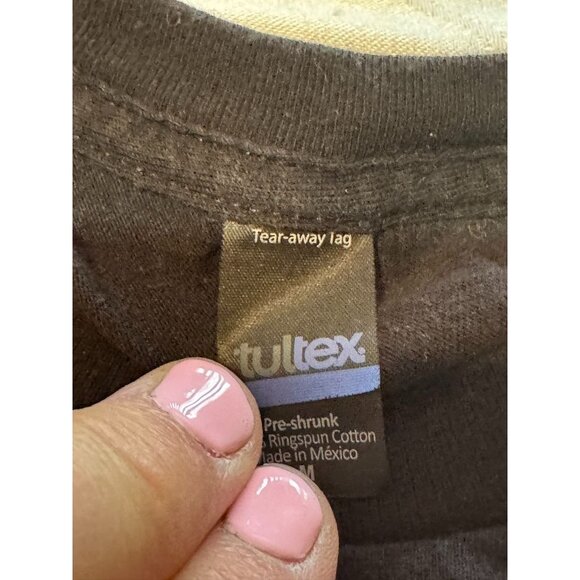 Tear-away Tag
tultex
Pre-shrunk
Ringspun Cotton
Made in México
M